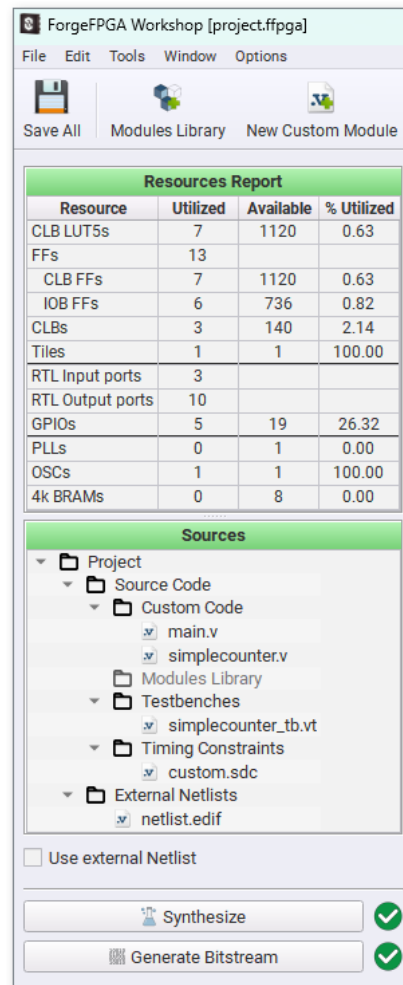 ForgeFPGA Workshop [project.ffpga]
File Edit Tools Window Options
Save All Modules Library New Custom Module
Resources Report
Resource Utilized Available % Utilized
CLB LUT5s 7 1120 0.63
FFs 13
CLB FFs 7 1120 0.63
IOB FFs 6 736 0.82
CLBs 3 140 2.14
Tiles 1 1 100.00
RTL Input ports 3
RTL Output ports 10
GPIOs 5 19 26.32
PLLs 0 1 0.00
OSCs 1 1 100.00
4k BRAMs 0 8 0.00
Sources
Project
Source Code
Custom Code
.v main.v
.v simplecounter.v
Modules Library
Testbenches
.v simplecounter_tb.vt
Timing Constraints
.v custom.sdc
External Netlists
.v netlist.edif
Use external Netlist
Synthesize
Generate Bitstream